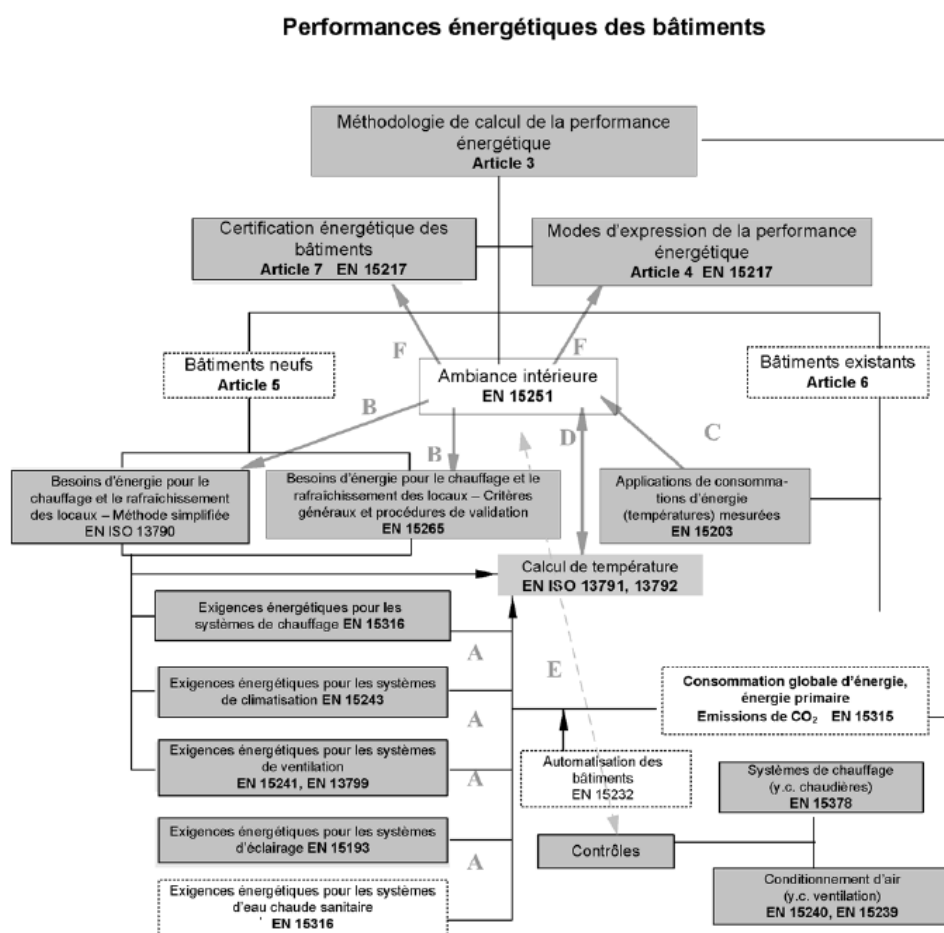 Performances énergétiques des bâtiments
Méthodologie de calcul de la performance
énergétique
Article 3
Certification énergétique des
bâtiments
Article 7 EN 15217
Modes d'expression de la performance
énergétique
Article 4 EN 15217
F
F
Bâtiments neufs
Article 5
Ambiance intérieure
EN 15251
Bâtiments existants
Article 6
B
B
D
C
Besoins d'énergie pour le
chauffage et le rafraîchissement
des locaux – Méthode simplifiée
EN ISO 13790
Besoins d'énergie pour le chauffage et le
rafraîchissement des locaux – Critères
généraux et procédures de validation
EN 15265
Applications de consomma-
tions d'énergie
(températures) mesurées
EN 15203
Calcul de température
EN ISO 13791, 13792
Exigences énergétiques pour les
systèmes de chauffage EN 15316
A
Exigences énergétiques pour les systèmes
de climatisation EN 15243
A
E
Consommation globale d'énergie,
énergie primaire
Emissions de CO₂ EN 15315
Exigences énergétiques pour les systèmes
de ventilation
EN 15241, EN 13799
A
Automatisation des
bâtiments
EN 15232
Systèmes de chauffage
(y.c. chaudières)
EN 15378
Exigences énergétiques pour les systèmes
d'éclairage EN 15193
A
Contrôles
Exigences énergétiques pour les systèmes
d'eau chaude sanitaire
EN 15316
Conditionnement d'air
(y.c. ventilation)
EN 15240, EN 15239